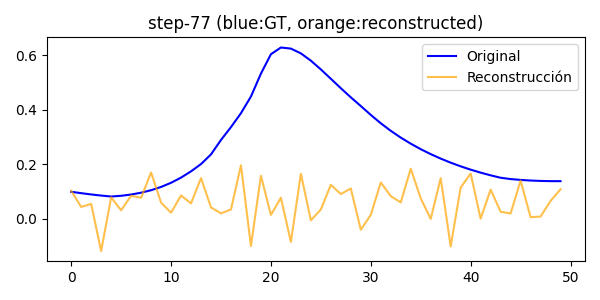 step-77 (blue:GT, orange:reconstructed)
Original
Reconstrucción
0.6
0.4
0.2
0.0
0 10 20 30 40 50